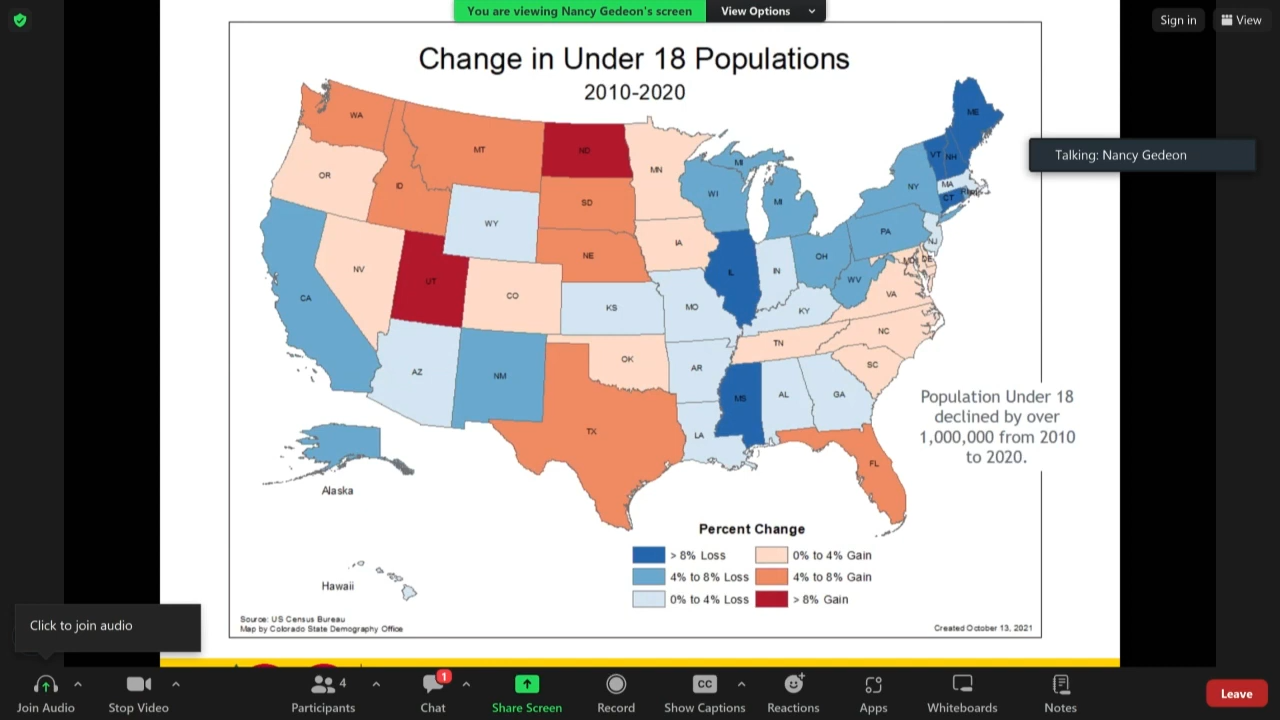 You are viewing Nancy Gedeon's screen
View Options
Sign in
View
Change in Under 18 Populations
2010-2020
Talking: Nancy Gedeon
WA
MT
ND
MN
ME
OR
ID
SD
WI
MI
MI
VT
NH
NY
MA
CT
WY
NE
IA
PA
NJ
NV
UT
CO
IL
IN
OH
WV
DE
CA
KS
MO
KY
VA
AZ
NM
OK
AR
TN
NC
SC
TX
LA
MS
AL
GA
FL
Population Under 18
declined by over
1,000,000 from 2010
to 2020.
Alaska
Hawaii
Percent Change
> 8% Loss
0% to 4% Gain
4% to 8% Loss
4% to 8% Gain
0% to 4% Loss
> 8% Gain
Source: US Census Bureau
Map by Colorado State Demography Office
Created October 13, 2021
Click to join audio
Join Audio
Stop Video
4
Participants
1
Chat
Share Screen
Record
CC
Show Captions
Reactions
Apps
Whiteboards
Notes
Leave